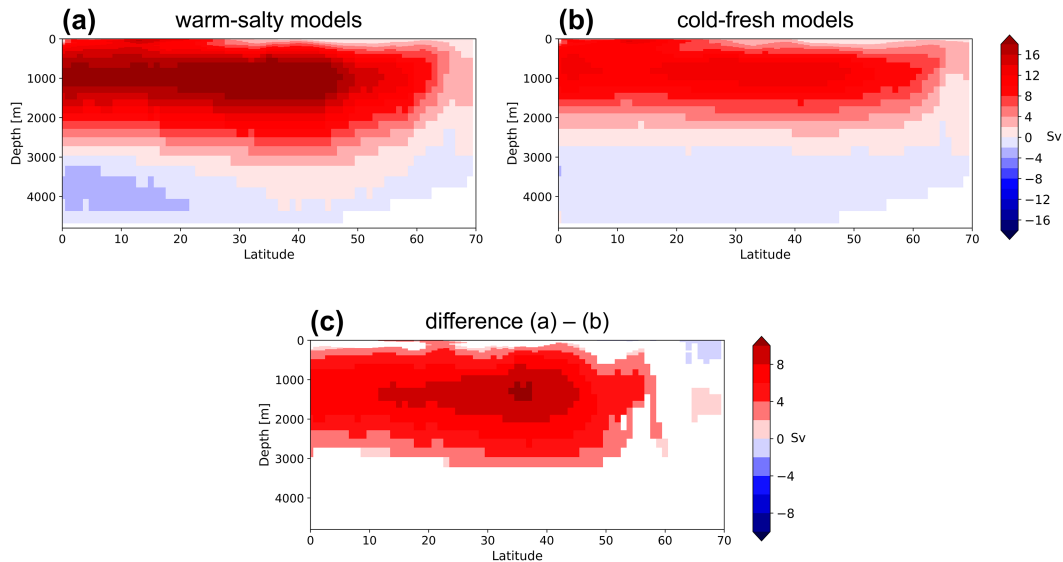 (a) warm-salty models
(b) cold-fresh models
0
1000
2000
3000
4000
Depth [m]
0 10 20 30 40 50 60 70
Latitude
0
1000
2000
3000
4000
Depth [m]
0 10 20 30 40 50 60 70
Latitude
16
12
8
4
0
−4
−8
−12
−16
Sv
(c) difference (a) – (b)
0
1000
2000
3000
4000
Depth [m]
0 10 20 30 40 50 60 70
Latitude
8
4
0
−4
−8
Sv